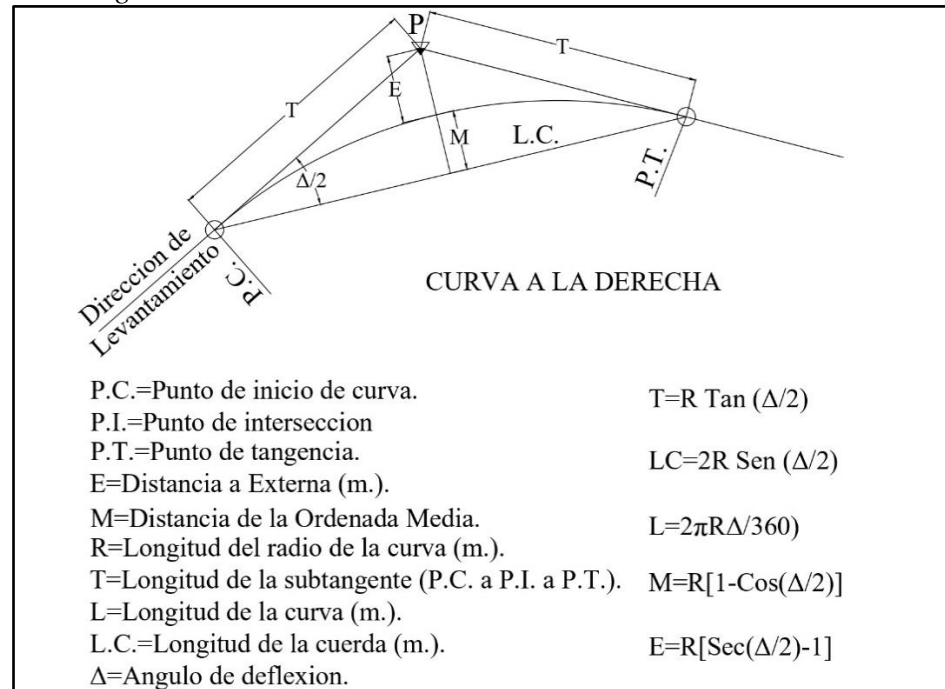 P
T
T
E
M
L.C.
Δ/2
P.T.
P.C.
Direccion de
Levantamiento
CURVA A LA DERECHA
P.C.=Punto de inicio de curva.
P.I.=Punto de interseccion
P.T.=Punto de tangencia.
E=Distancia a Externa (m.).
M=Distancia de la Ordenada Media.
R=Longitud del radio de la curva (m.).
T=Longitud de la subtangente (P.C. a P.I. a P.T.).
L=Longitud de la curva (m.).
L.C.=Longitud de la cuerda (m.).
Δ=Angulo de deflexion.
T=R Tan (Δ/2)
LC=2R Sen (Δ/2)
L=2πRΔ/360)
M=R[1-Cos(Δ/2)]
E=R[Sec(Δ/2)-1]